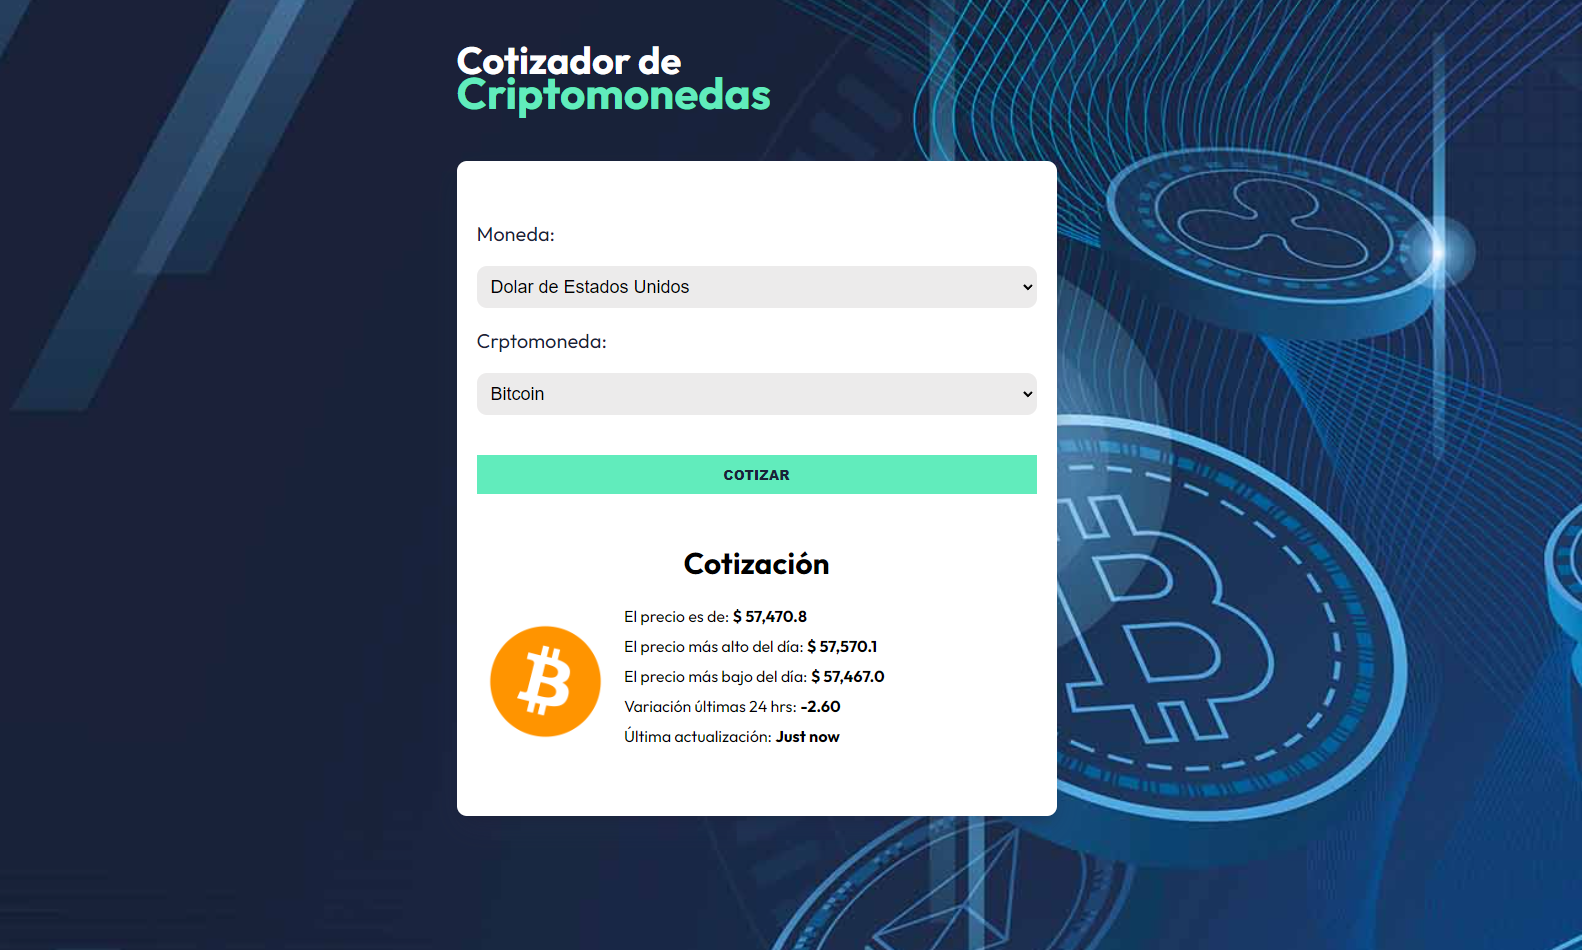 Cotizador de
Criptomonedas
Moneda:
Dolar de Estados Unidos
Crptomoneda:
Bitcoin
COTIZAR
Cotización
El precio es de: $ 57,470.8
El precio más alto del día: $ 57,570.1
El precio más bajo del día: $ 57,467.0
Variación últimas 24 hrs: -2.60
Última actualización: Just now